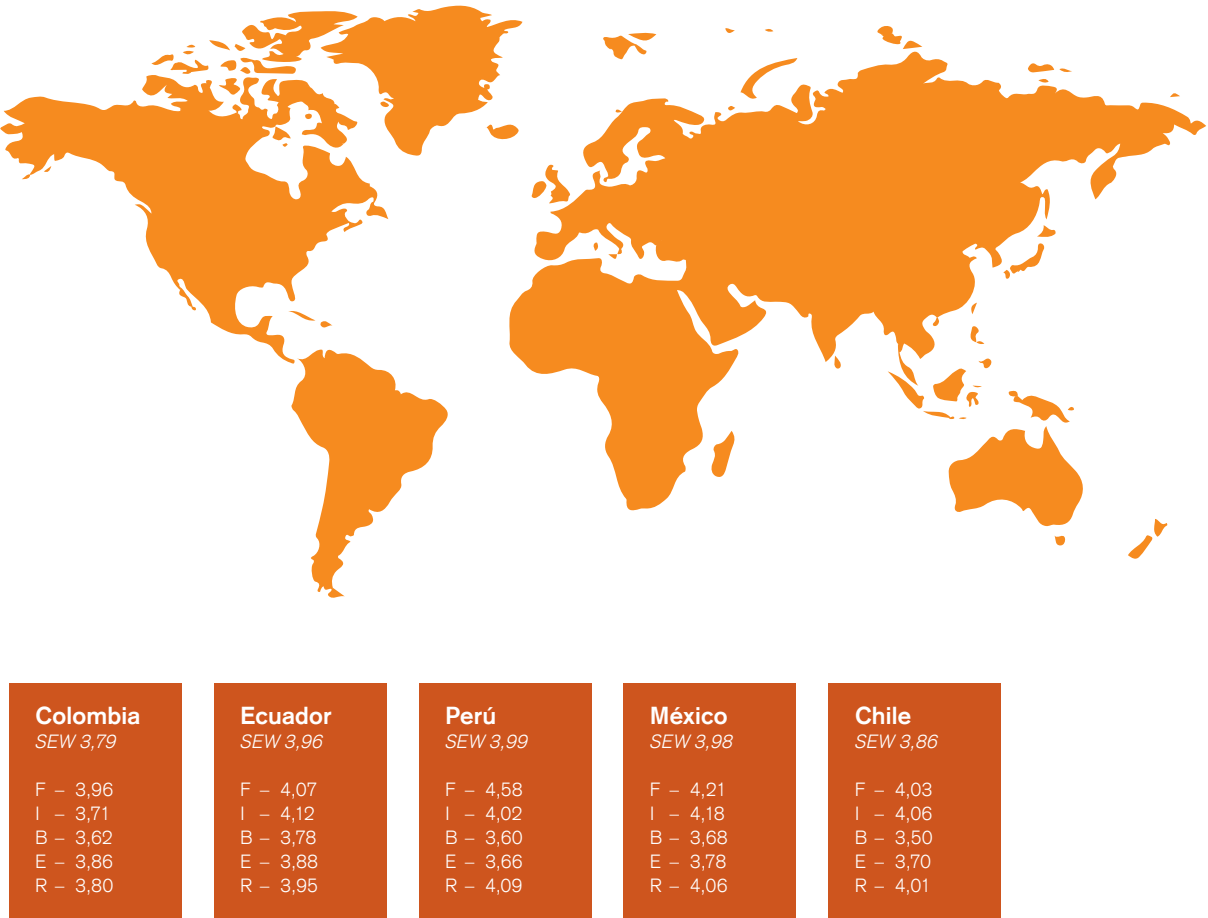 Colombia
SEW 3,79
F – 3,96
I – 3,71
B – 3,62
E – 3,86
R – 3,80
Ecuador
SEW 3,96
F – 4,07
I – 4,12
B – 3,78
E – 3,88
R – 3,95
Perú
SEW 3,99
F – 4,58
I – 4,02
B – 3,60
E – 3,66
R – 4,09
México
SEW 3,98
F – 4,21
I – 4,18
B – 3,68
E – 3,78
R – 4,06
Chile
SEW 3,86
F – 4,03
I – 4,06
B – 3,50
E – 3,70
R – 4,01